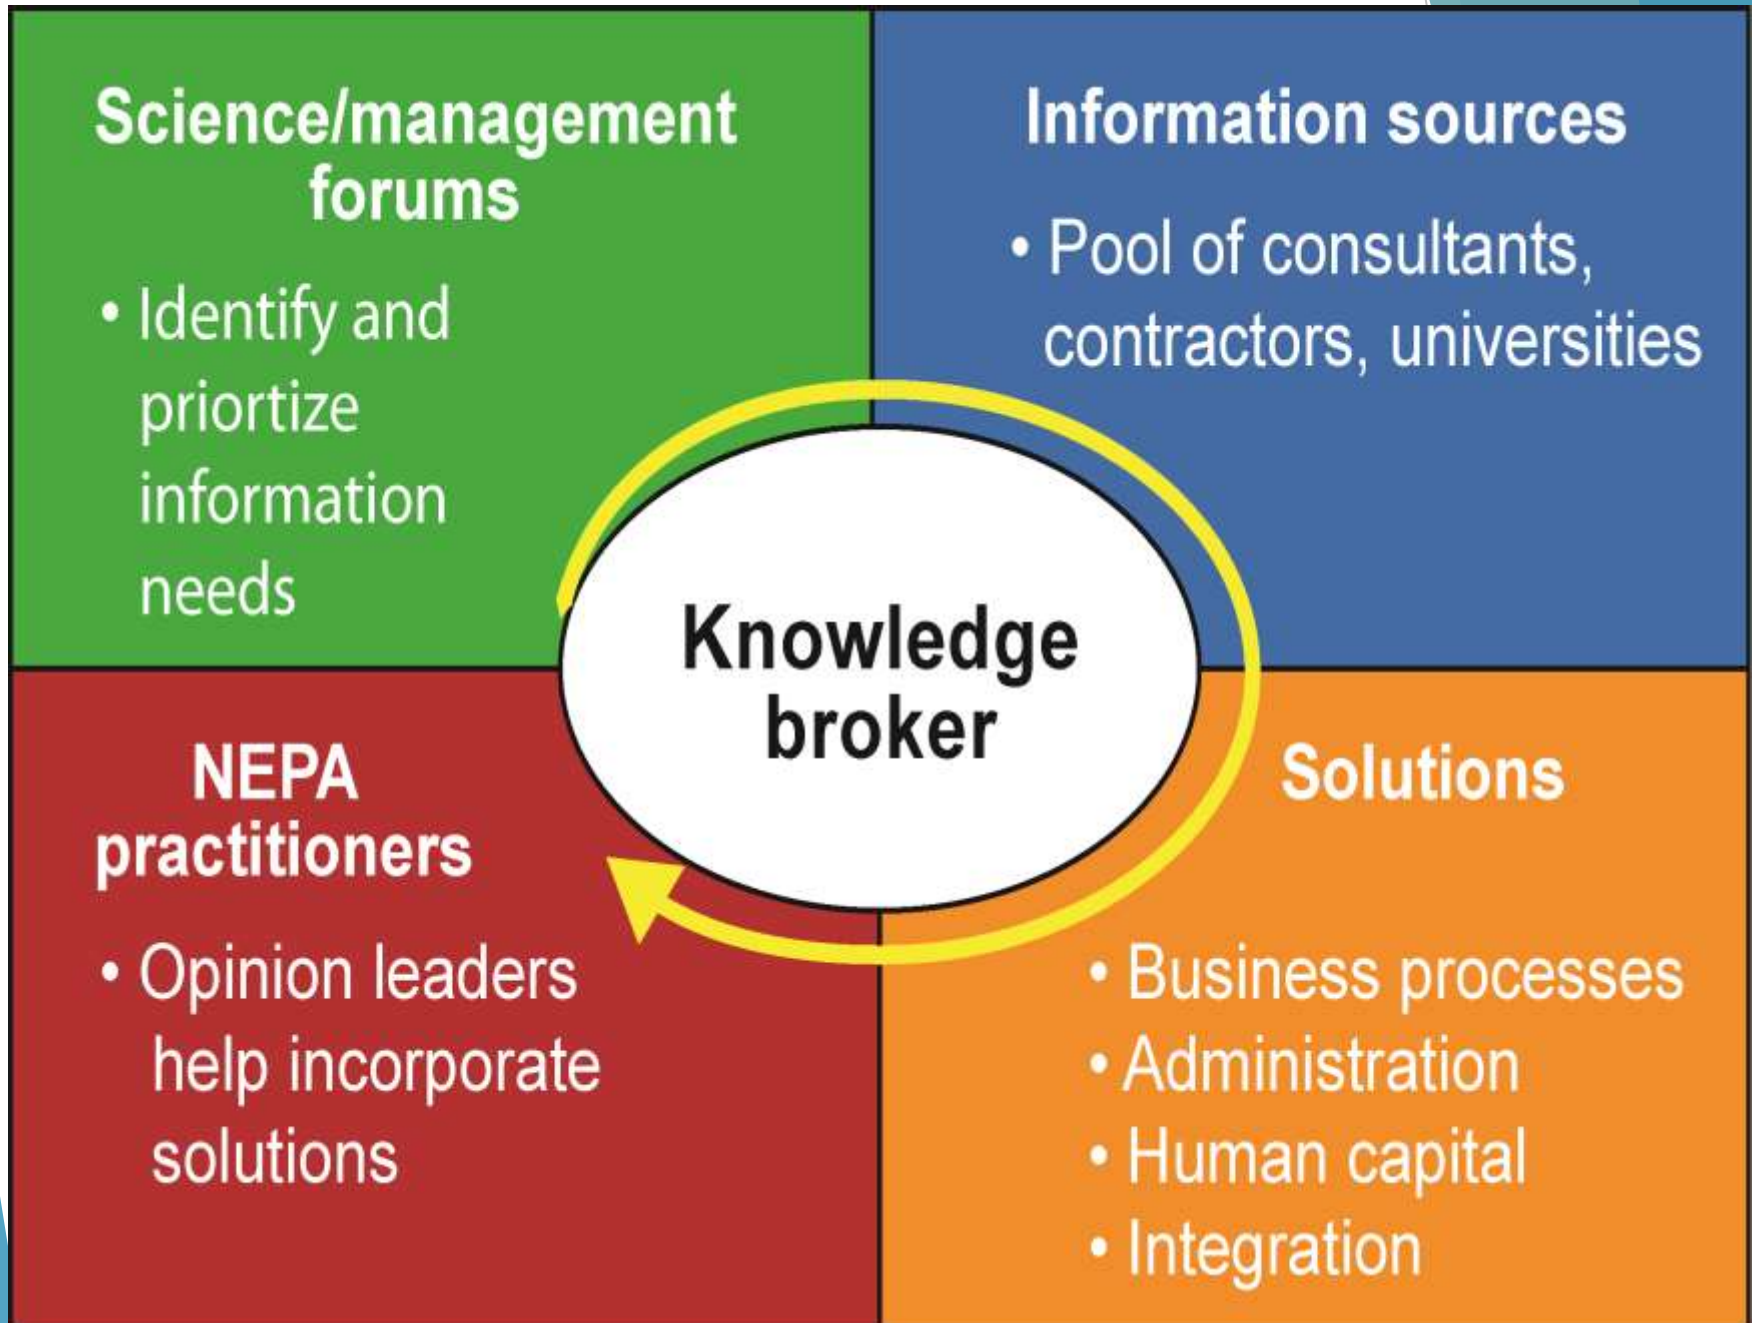 Science/management
forums
• Identify and
priortize
information
needs
Information sources
• Pool of consultants,
contractors, universities
Knowledge
broker
NEPA
practitioners
• Opinion leaders
help incorporate
solutions
Solutions
• Business processes
• Administration
• Human capital
• Integration